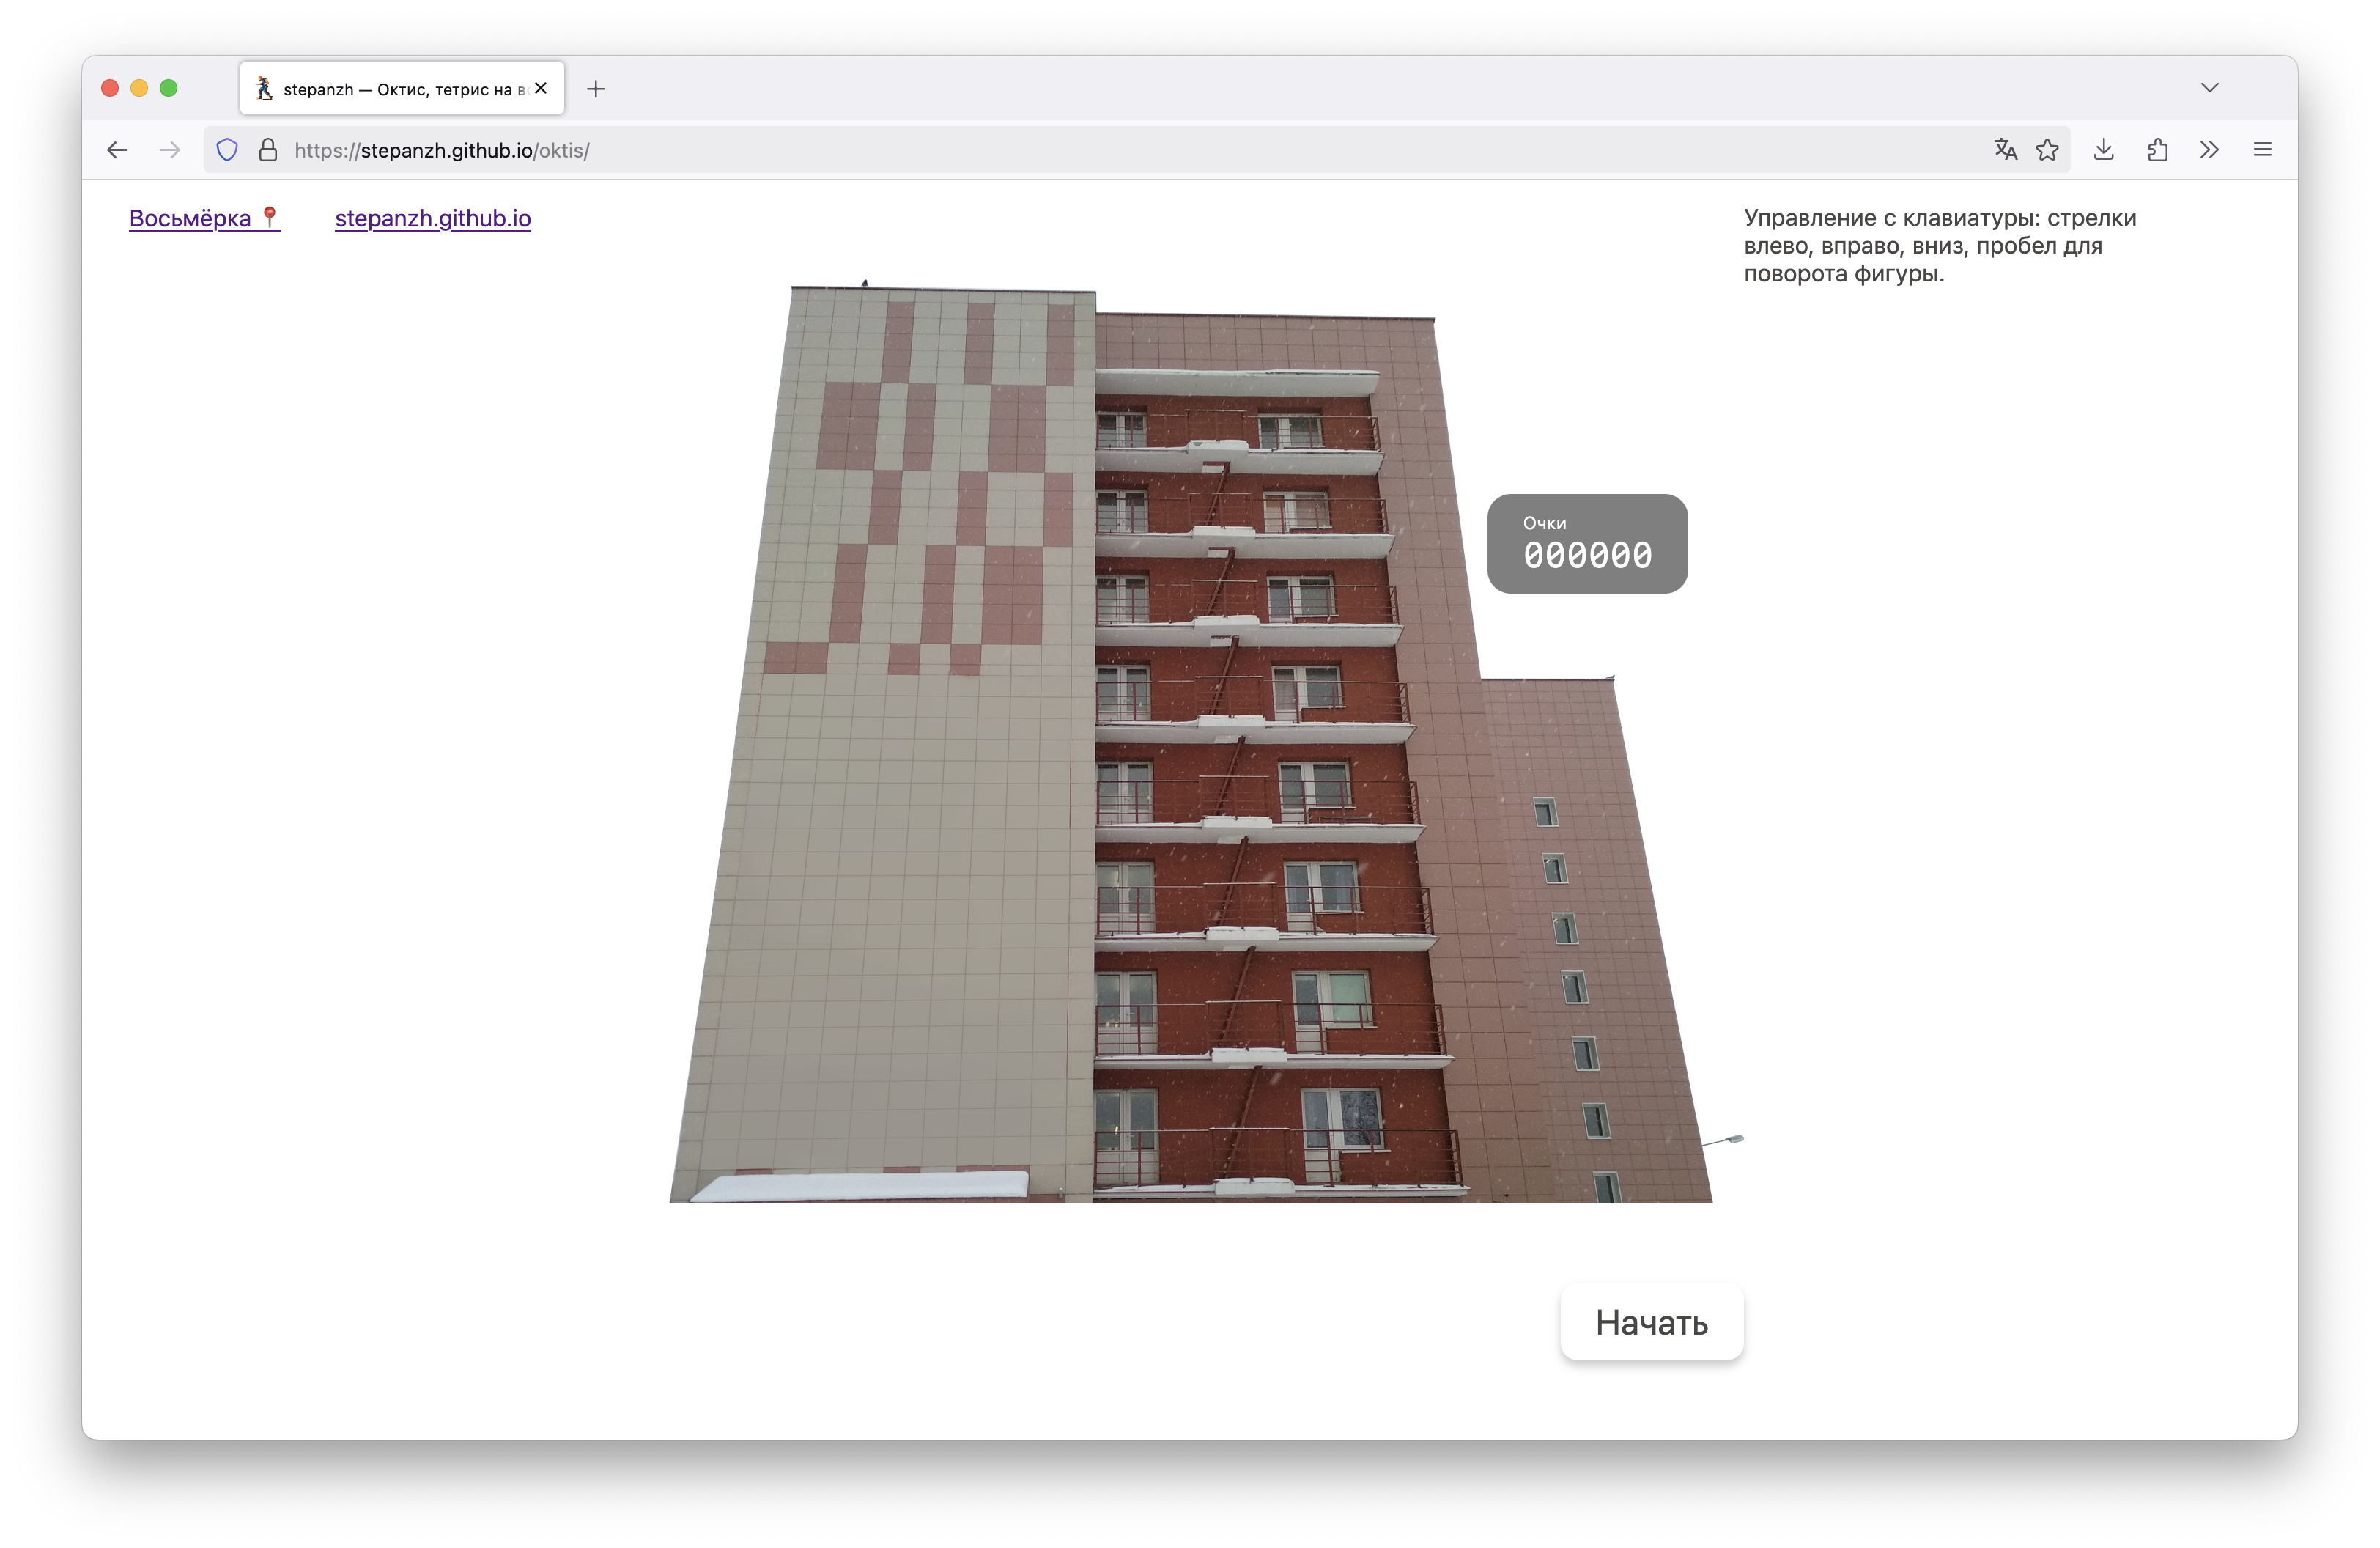 stepanzh — Октис, тетрис на
https://stepanzh.github.io/oktis/
Восьмёрка 📍 stepanzh.github.io
Управление с клавиатуры: стрелки
влево, вправо, вниз, пробел для
поворота фигуры.
Очки
000000
Начать